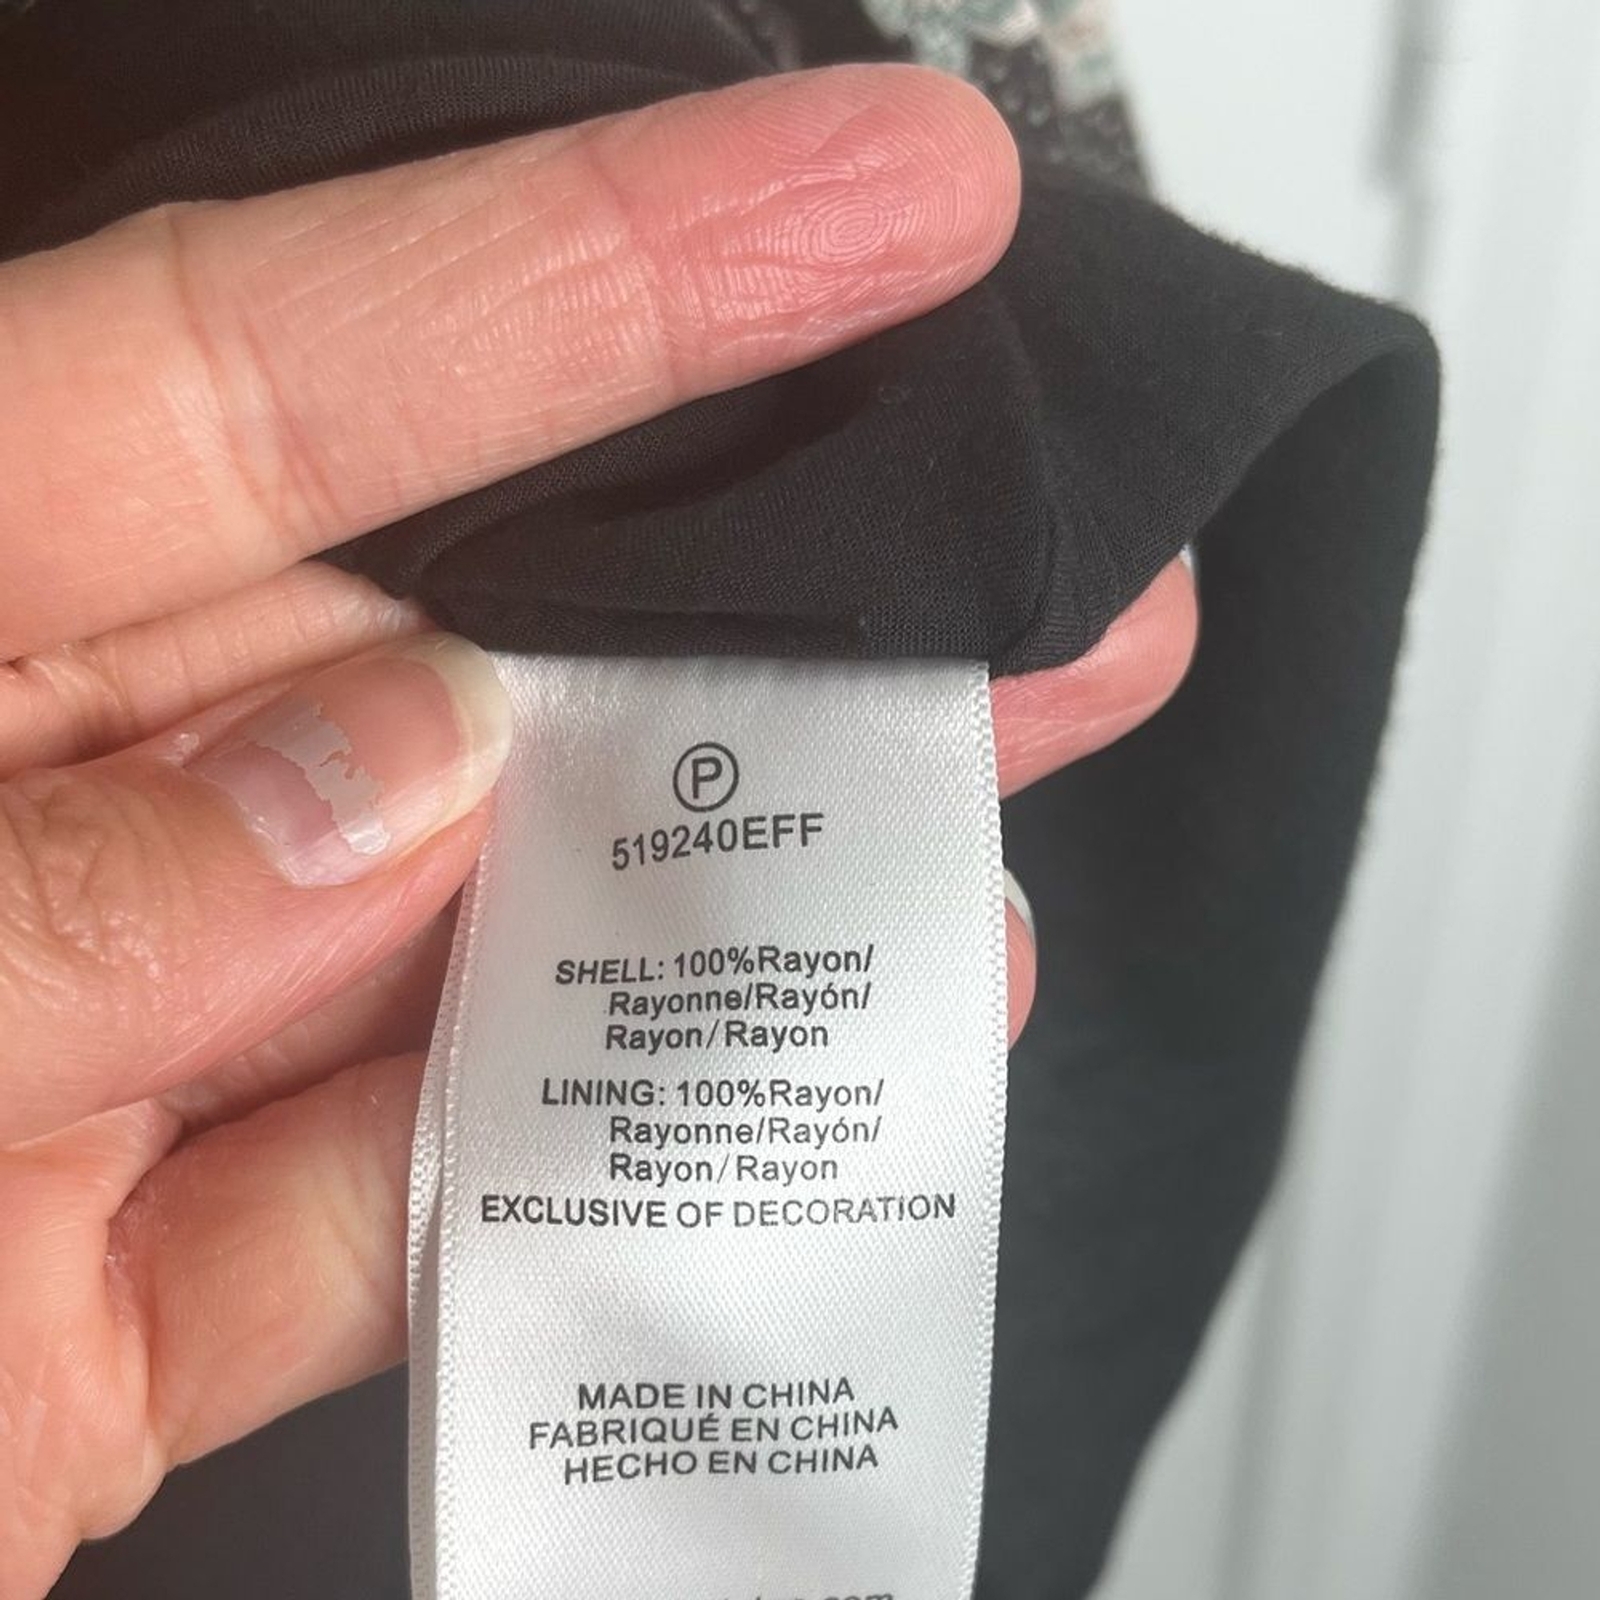 P
519240EFF
SHELL: 100%Rayon/
Rayonne/Rayón/
Rayon/Rayon
LINING: 100%Rayon/
Rayonne/Rayón/
Rayon/Rayon
EXCLUSIVE OF DECORATION
MADE IN CHINA
FABRIQUÉ EN CHINA
HECHO EN CHINA